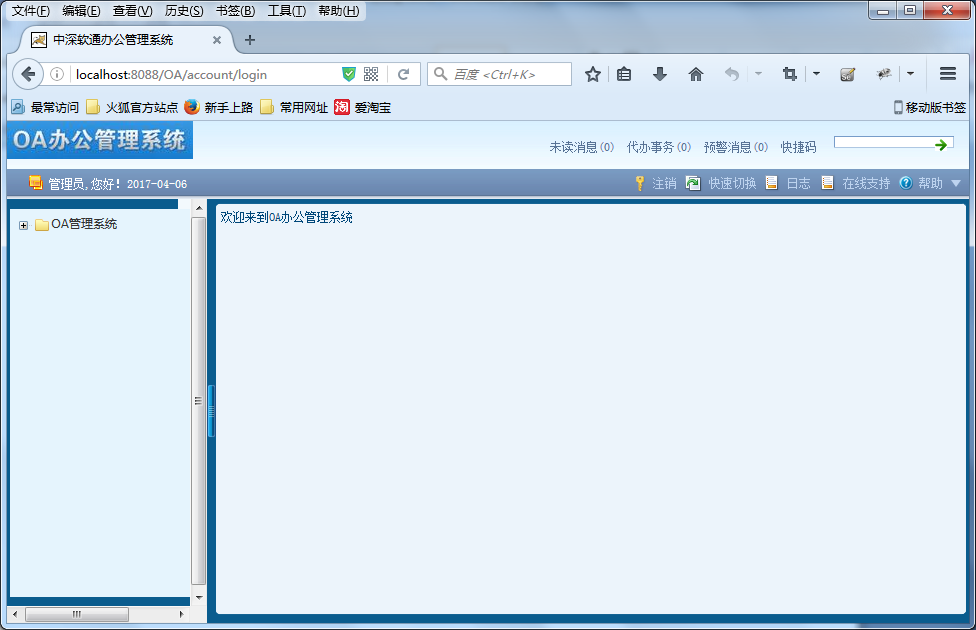 文件(F) 编辑(E) 查看(V) 历史(S) 书签(B) 工具(T) 帮助(H)
中深软通办公管理系统
localhost:8088/OA/account/login 百度 <Ctrl+K>
最常访问 火狐官方站点 新手上路 常用网址 淘 爱淘宝 移动版书签
OA办公管理系统
未读消息(0) 代办事务(0) 预警消息(0) 快捷码
管理员,您好! 2017-04-06 注销 快速切换 日志 在线支持 帮助
OA管理系统
欢迎来到OA办公管理系统